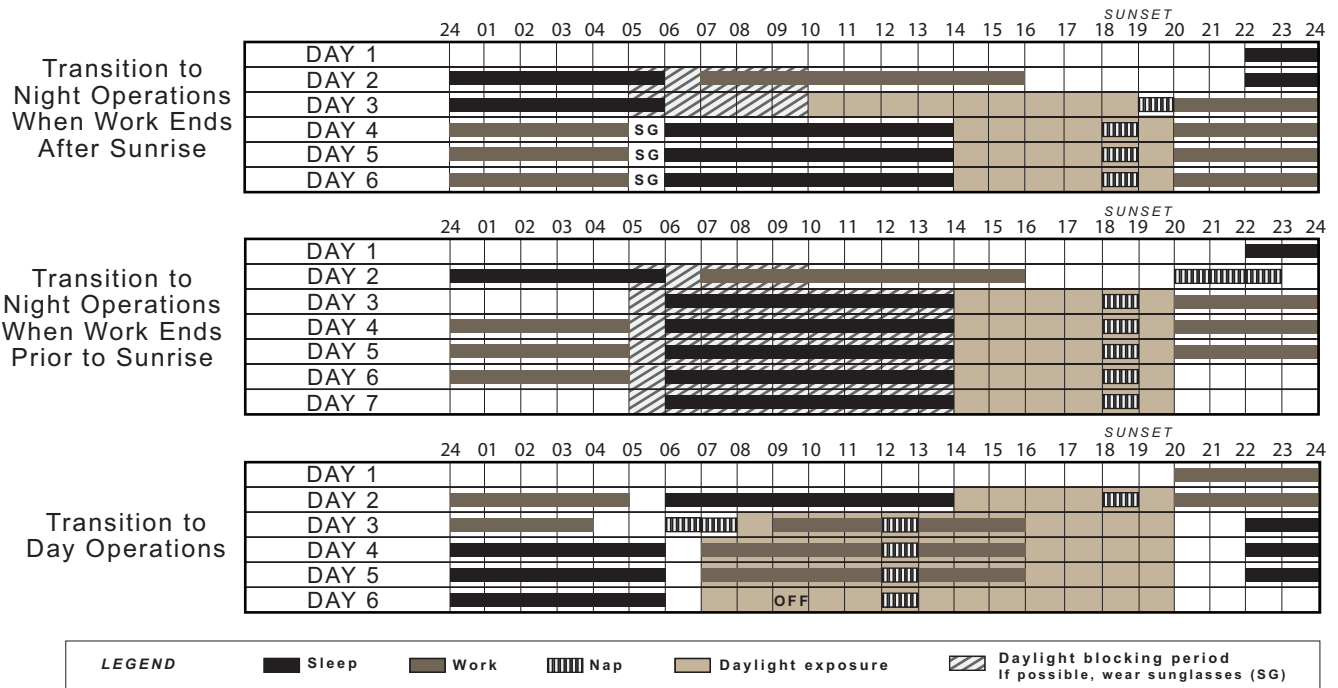 SUNSET
24 01 02 03 04 05 06 07 08 09 10 11 12 13 14 15 16 17 18 19 20 21 22 23 24
Transition to
Night Operations
When Work Ends
After Sunrise
DAY 1
DAY 2
DAY 3
DAY 4 SG
DAY 5 SG
DAY 6 SG
SUNSET
24 01 02 03 04 05 06 07 08 09 10 11 12 13 14 15 16 17 18 19 20 21 22 23 24
Transition to
Night Operations
When Work Ends
Prior to Sunrise
DAY 1
DAY 2
DAY 3
DAY 4
DAY 5
DAY 6
DAY 7
SUNSET
24 01 02 03 04 05 06 07 08 09 10 11 12 13 14 15 16 17 18 19 20 21 22 23 24
Transition to
Day Operations
DAY 1
DAY 2
DAY 3
DAY 4
DAY 5
DAY 6 OFF
LEGEND Sleep Work Nap Daylight exposure Daylight blocking period
If possible, wear sunglasses (SG)